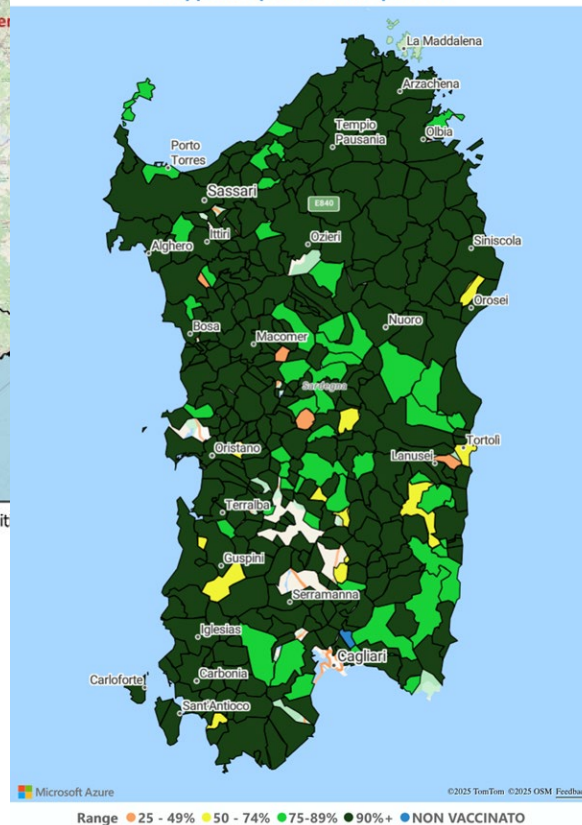 La Maddalena
Arzachena
Tempio
Pausania
Olbia
Porto
Torres
Sassari
E840
Ittiri
Ozieri
Alghero
Siniscola
Orosei
Bosa
Macomer
Nuoro
Sardegna
Oristano
Tortolì
Lanusei
Terralba
Guspini
Serramanna
Iglesias
Cagliari
Carloforte
Carbonia
Sant'Antioco
Microsoft Azure
©2025 TomTom ©2025 OSM Feedback
Range 25 - 49% 50 - 74% 75-89% 90%+ NON VACCINATO